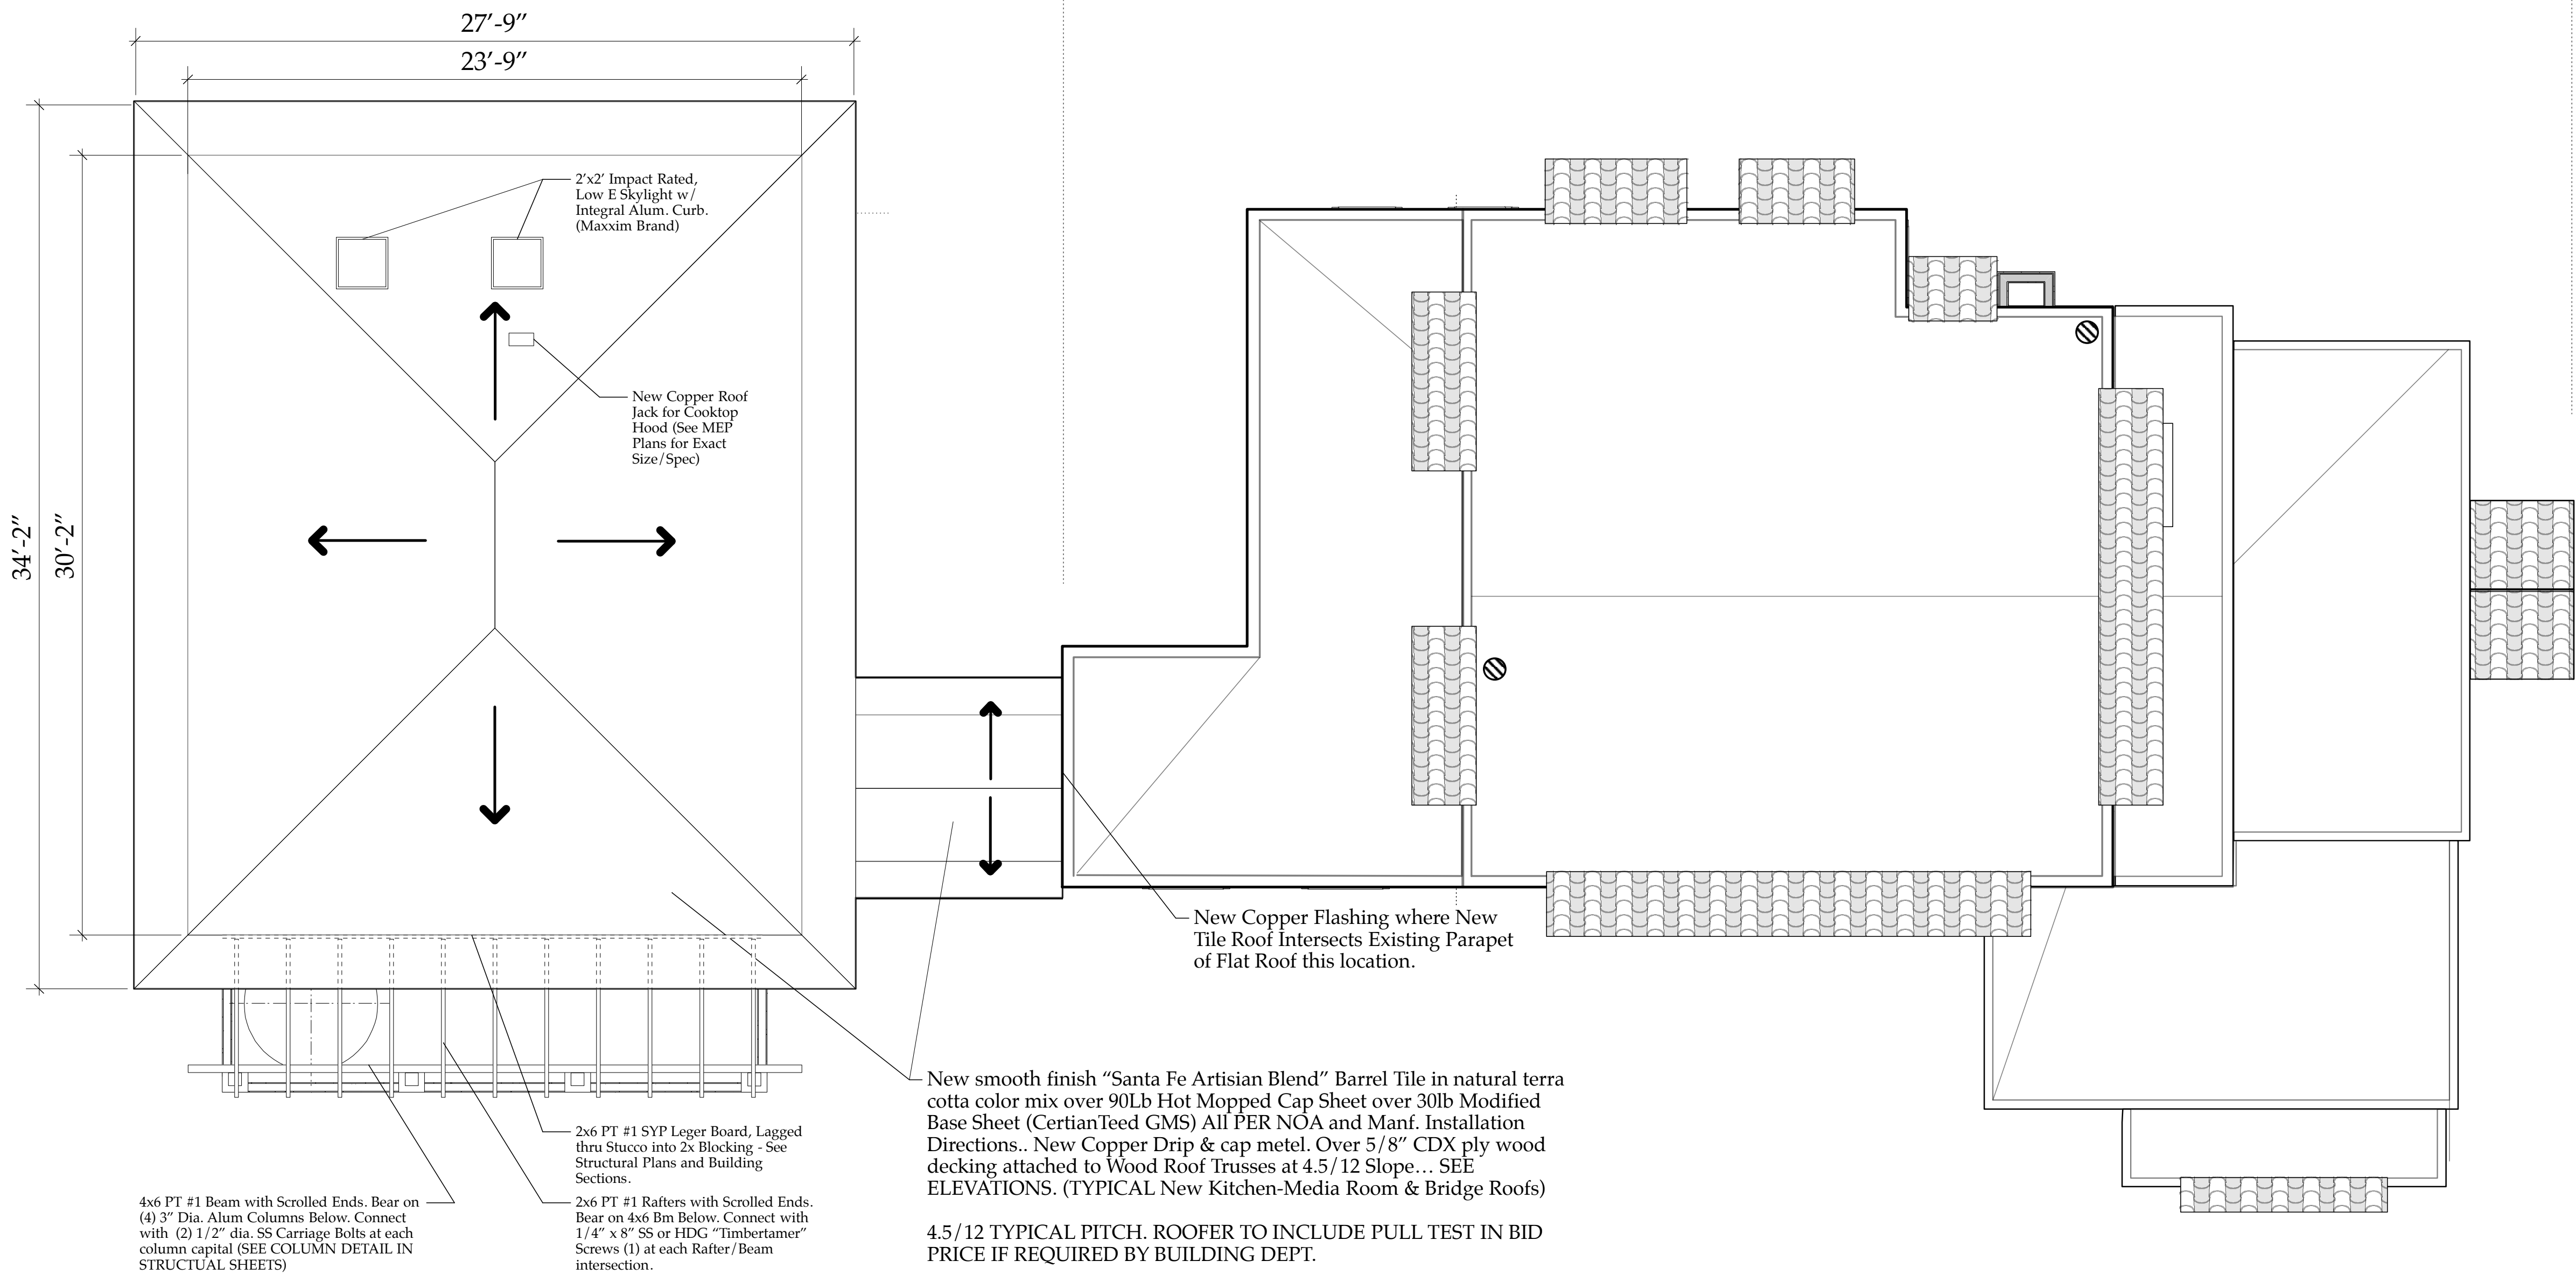 27′-9″
23′-9″
34′-2″
30′-2″
2′x2′ Impact Rated,
Low E Skylight w/
Integral Alum. Curb.
(Maxxim Brand)
New Copper Roof
Jack for Cooktop
Hood (See MEP
Plans for Exact
Size/Spec)
New Copper Flashing where New
Tile Roof Intersects Existing Parapet
of Flat Roof this location.
New smooth finish “Santa Fe Artisian Blend” Barrel Tile in natural terra
cotta color mix over 90Lb Hot Mopped Cap Sheet over 30lb Modified
Base Sheet (CertianTeed GMS) All PER NOA and Manf. Installation
Directions.. New Copper Drip & cap metel. Over 5/8” CDX ply wood
decking attached to Wood Roof Trusses at 4.5/12 Slope… SEE
ELEVATIONS. (TYPICAL New Kitchen-Media Room & Bridge Roofs)
4.5/12 TYPICAL PITCH. ROOFER TO INCLUDE PULL TEST IN BID
PRICE IF REQUIRED BY BUILDING DEPT.
2x6 PT #1 SYP Leger Board, Lagged
thru Stucco into 2x Blocking - See
Structural Plans and Building
Sections.
4x6 PT #1 Beam with Scrolled Ends. Bear on
(4) 3” Dia. Alum Columns Below. Connect
with (2) 1/2” dia. SS Carriage Bolts at each
column capital (SEE COLUMN DETAIL IN
STRUCTUAL SHEETS)
2x6 PT #1 Rafters with Scrolled Ends.
Bear on 4x6 Bm Below. Connect with
1/4” x 8” SS or HDG “Timbertamer”
Screws (1) at each Rafter/Beam
intersection.